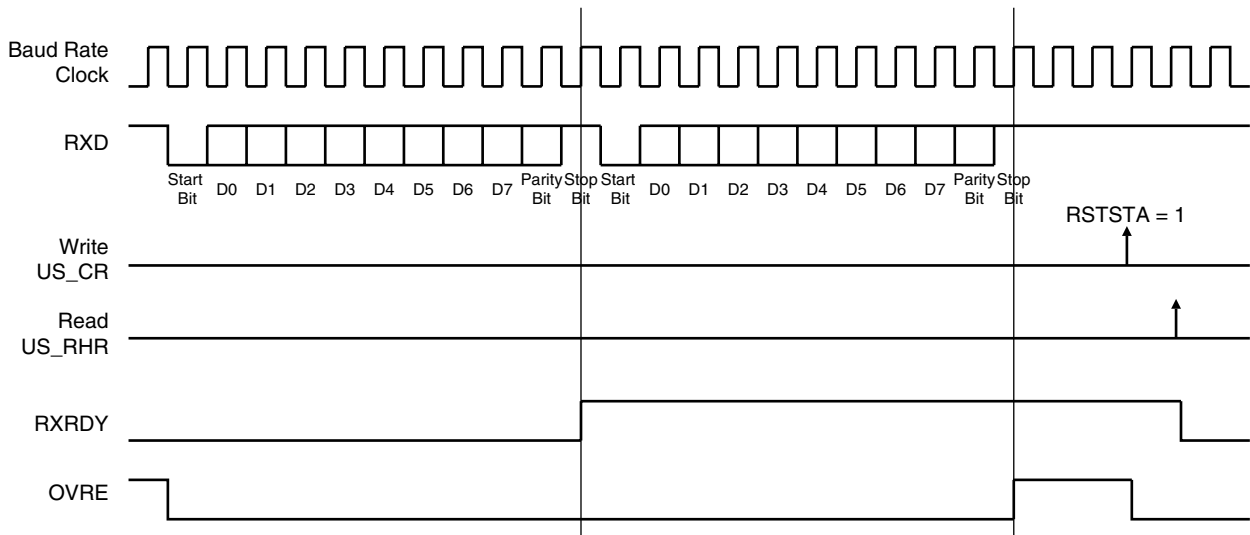 Baud Rate
Clock
RXD
Start
Bit
D0
D1
D2
D3
D4
D5
D6
D7
Parity
Bit
Stop
Bit
Start
Bit
D0
D1
D2
D3
D4
D5
D6
D7
Parity
Bit
Stop
Bit
RSTSTA = 1
Write
US_CR
Read
US_RHR
RXRDY
OVRE